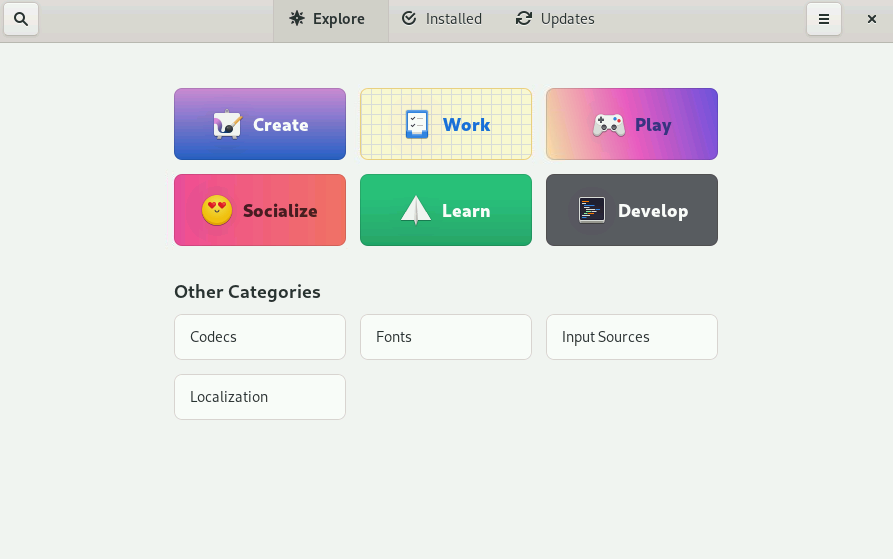 Explore Installed Updates
Create Work Play
Socialize Learn Develop
Other Categories
Codecs Fonts Input Sources
Localization